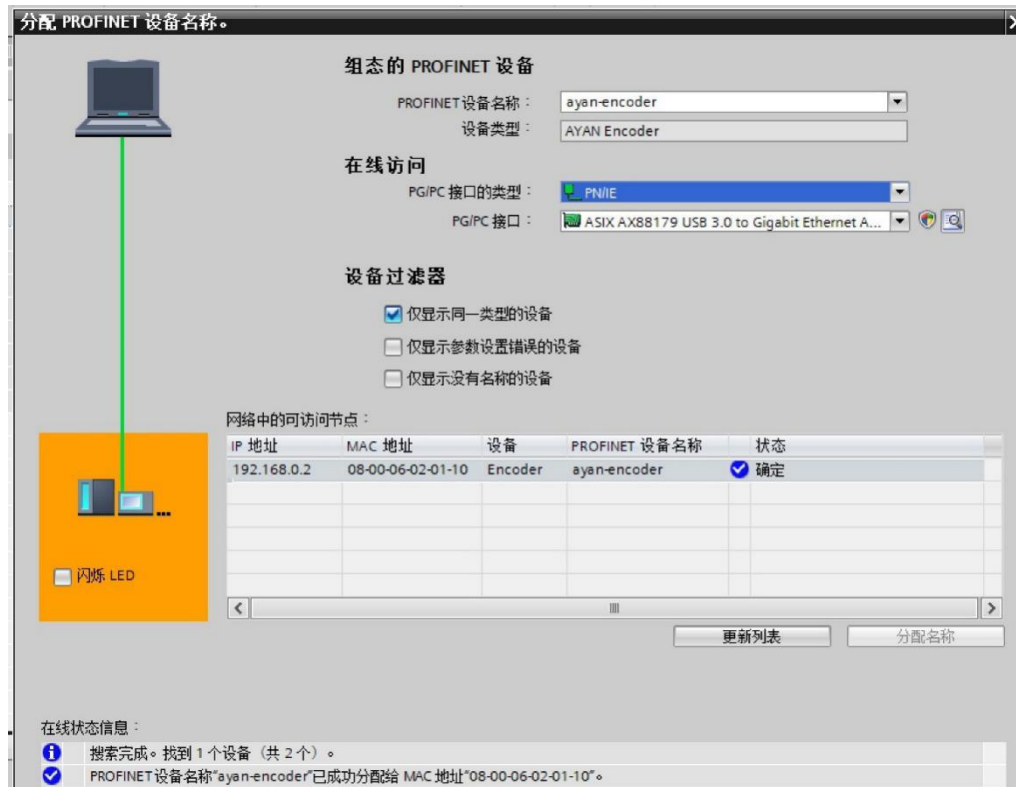 分配 PROFINET 设备名称。
组态的 PROFINET 设备
PROFINET设备名称： ayan-encoder
设备类型： AYAN Encoder
在线访问
PG/PC 接口的类型： PN/IE
PG/PC 接口： ASIX AX88179 USB 3.0 to Gigabit Ethernet A...
设备过滤器
仅显示同一类型的设备
仅显示参数设置错误的设备
仅显示没有名称的设备
网络中的可访问节点：
IP 地址 MAC 地址 设备 PROFINET 设备名称 状态
192.168.0.2 08-00-06-02-01-10 Encoder ayan-encoder 确定
闪烁 LED
更新列表 分配名称
在线状态信息：
搜索完成。找到 1 个设备（共 2 个）。
PROFINET设备名称“ayan-encoder”已成功分配给 MAC 地址“08-00-06-02-01-10”。